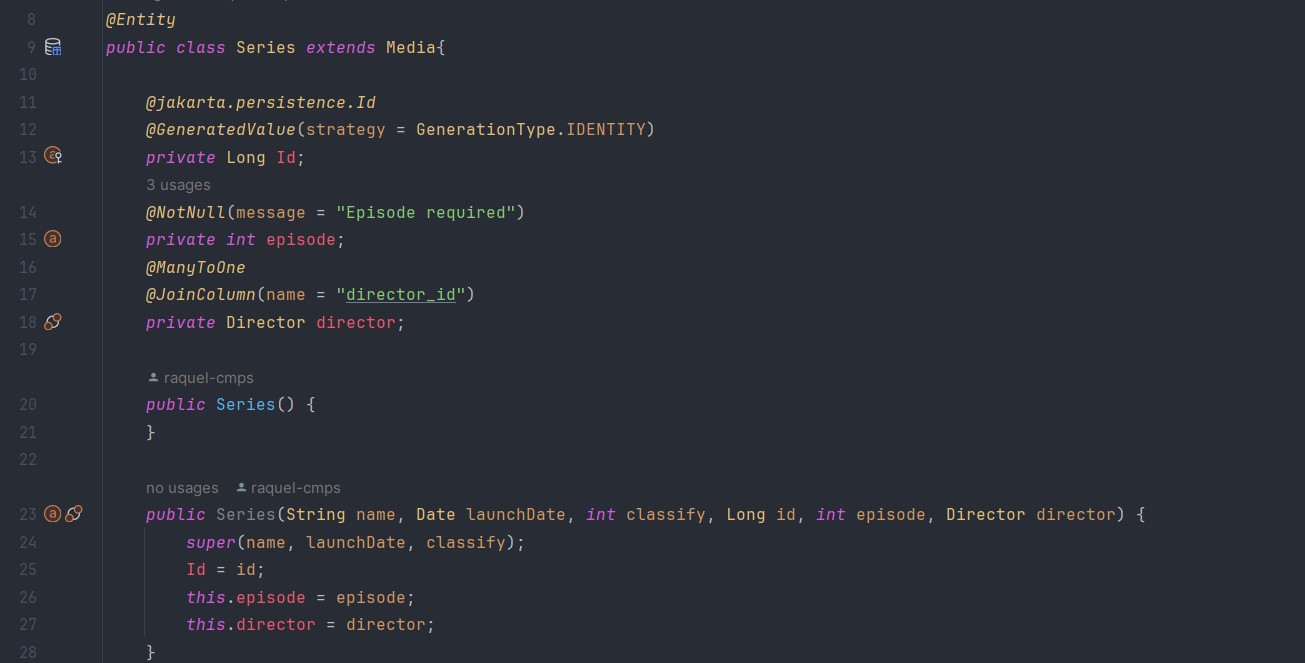 8 @Entity
9 public class Series extends Media{
10
11 @jakarta.persistence.Id
12 @GeneratedValue(strategy = GenerationType.IDENTITY)
13 private Long Id;
3 usages
14 @NotNull(message = "Episode required")
15 private int episode;
16 @ManyToOne
17 @JoinColumn(name = "director_id")
18 private Director director;
19
raquel-cmps
20 public Series() {
21 }
22
no usages raquel-cmps
23 public Series(String name, Date launchDate, int classify, Long id, int episode, Director director) {
24 super(name, launchDate, classify);
25 Id = id;
26 this.episode = episode;
27 this.director = director;
28 }